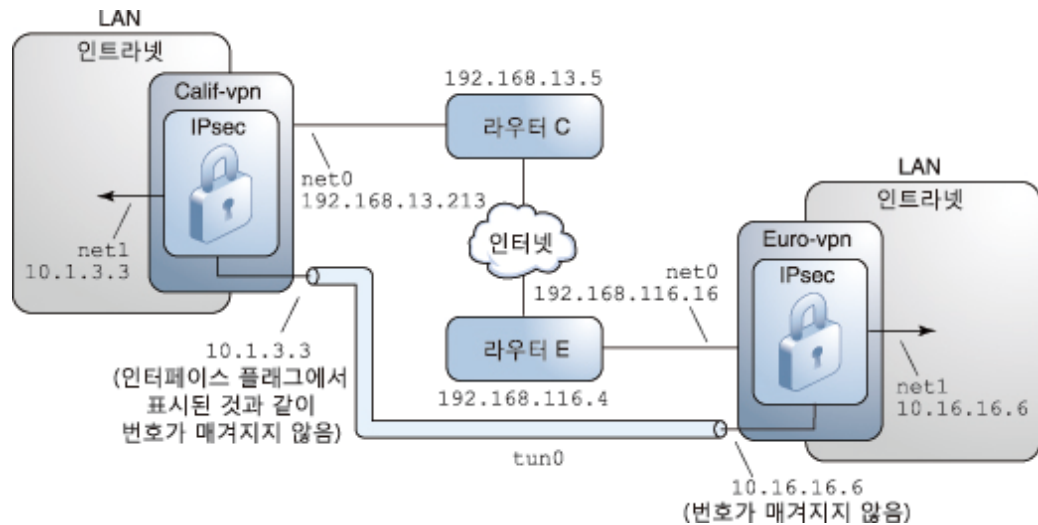 LAN
인트라넷
Calif-vpn
IPsec
net1
10.1.3.3
net0
192.168.13.213
192.168.13.5
라우터 C
인터넷
net0
192.168.116.16
라우터 E
192.168.116.4
10.1.3.3
(인터페이스 플래그에서
표시된 것과 같이
번호가 매겨지지 않음)
tun0
LAN
인트라넷
Euro-vpn
IPsec
net1
10.16.16.6
10.16.16.6
(번호가 매겨지지 않음)